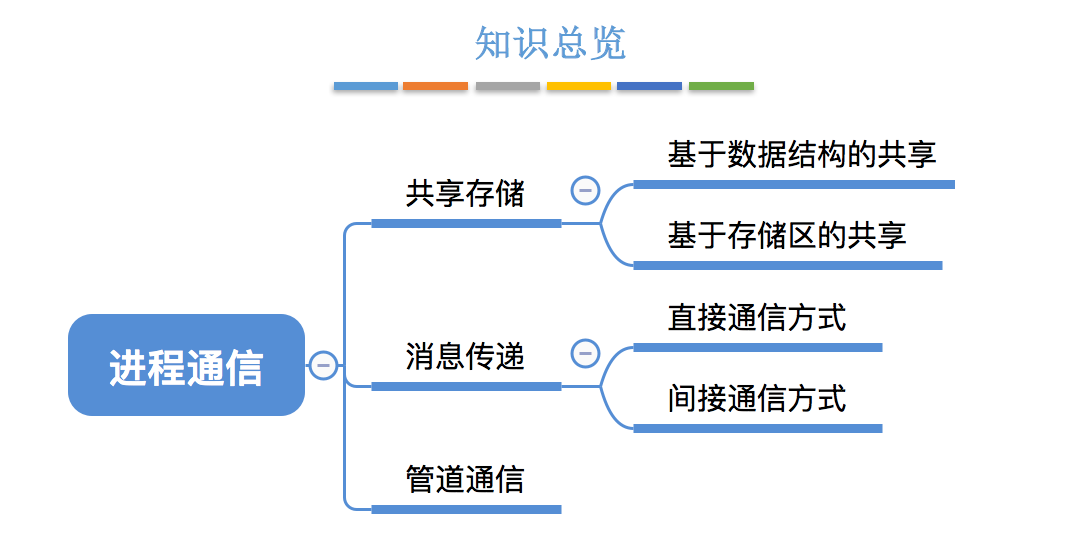 知识总览
进程通信
共享存储
基于数据结构的共享
基于存储区的共享
消息传递
直接通信方式
间接通信方式
管道通信